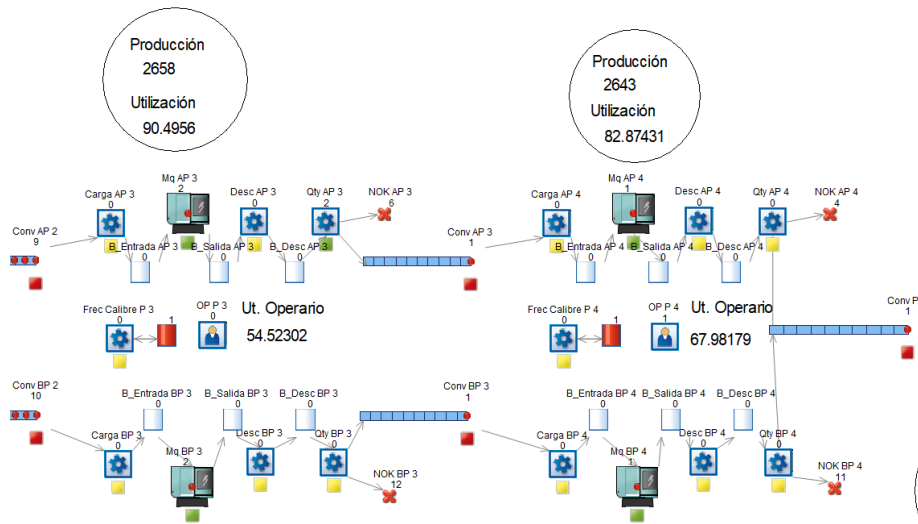 Producción
2658
Utilización
90.4956
Producción
2643
Utilización
82.87431
Conv AP 2
9
Carga AP 3
0
B_Entrada AP 3
0
Mq AP 3
2
B_Salida AP 3
0
Desc AP 3
0
B_Desc AP 3
0
Qty AP 3
2
NOK AP 3
6
Conv AP 3
1
Carga AP 4
0
B_Entrada AP 4
0
Mq AP 4
1
B_Salida AP 4
0
Desc AP 4
0
B_Desc AP 4
0
Qty AP 4
0
NOK AP 4
4
Frec Calibre P 3
0
1
OP P 3
0
Ut. Operario
54.52302
Frec Calibre P 4
0
1
OP P 4
1
Ut. Operario
67.98179
Conv P
1
Conv BP 2
10
Carga BP 3
0
B_Entrada BP 3
0
Mq BP 3
2
B_Salida BP 3
0
Desc BP 3
0
B_Desc BP 3
0
Qty BP 3
0
NOK BP 3
12
Conv BP 3
1
Carga BP 4
0
B_Entrada BP 4
0
Mq BP 4
1
B_Salida BP 4
0
Desc BP 4
0
B_Desc BP 4
0
Qty BP 4
0
NOK BP 4
11